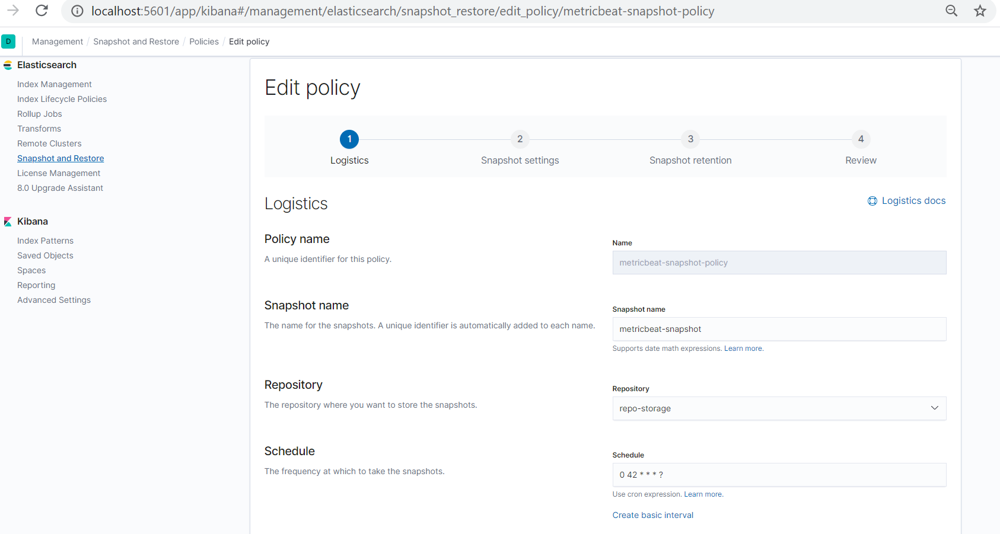 localhost:5601/app/kibana#/management/elasticsearch/snapshot_restore/edit_policy/metricbeat-snapshot-policy
D
Management / Snapshot and Restore / Policies / Edit policy
Elasticsearch
Index Management
Index Lifecycle Policies
Rollup Jobs
Transforms
Remote Clusters
Snapshot and Restore
License Management
8.0 Upgrade Assistant
Kibana
Index Patterns
Saved Objects
Spaces
Reporting
Advanced Settings
Edit policy
1 2 3 4
Logistics Snapshot settings Snapshot retention Review
Logistics
Logistics docs
Policy name
A unique identifier for this policy.
Name
metricbeat-snapshot-policy
Snapshot name
The name for the snapshots. A unique identifier is automatically added to each name.
Snapshot name
metricbeat-snapshot
Supports date math expressions. Learn more.
Repository
The repository where you want to store the snapshots.
Repository
repo-storage
Schedule
The frequency at which to take the snapshots.
Schedule
0 42 * * * ?
Use cron expression. Learn more.
Create basic interval